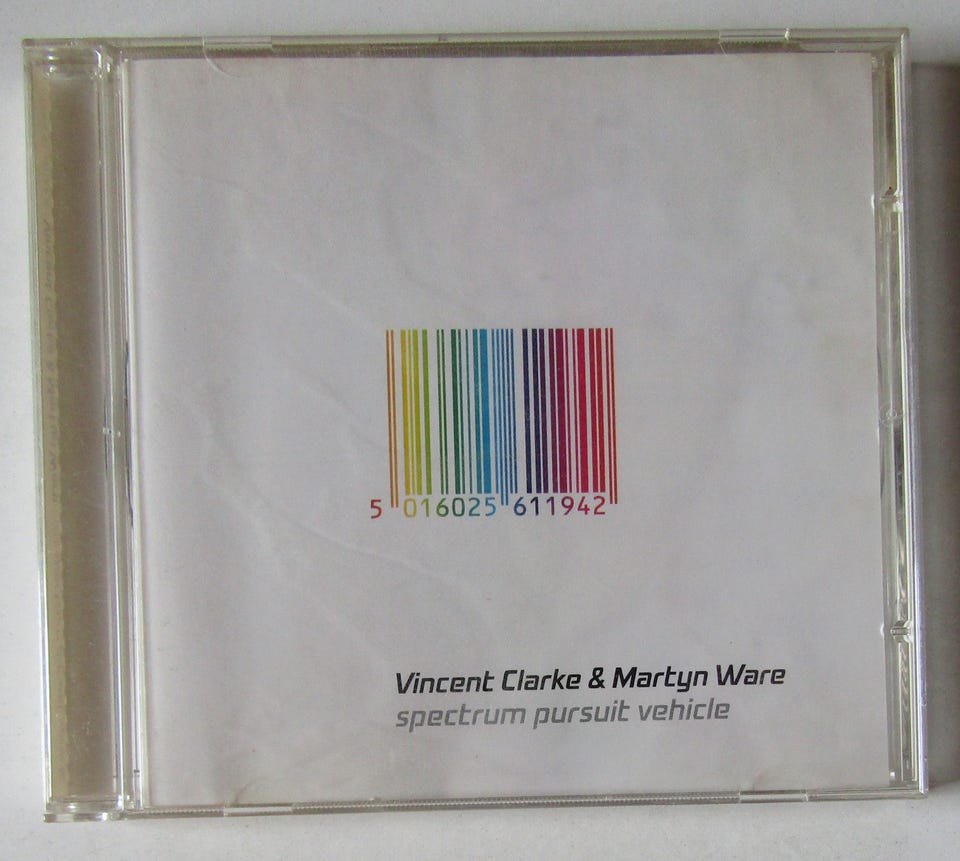 5 016025 611942
Vincent Clarke & Martyn Ware
spectrum pursuit vehicle